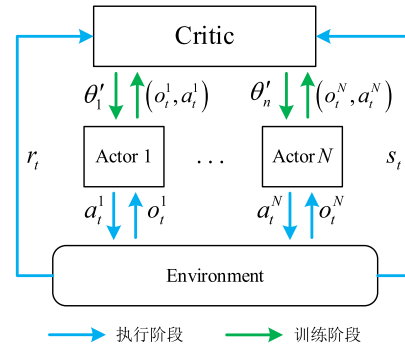 Critic
θ′₁ (o¹ₜ, a¹ₜ) θ′ₙ (oᴺₜ, aᴺₜ)
rₜ Actor 1 ... Actor N sₜ
a¹ₜ o¹ₜ aᴺₜ oᴺₜ
Environment
执行阶段 训练阶段